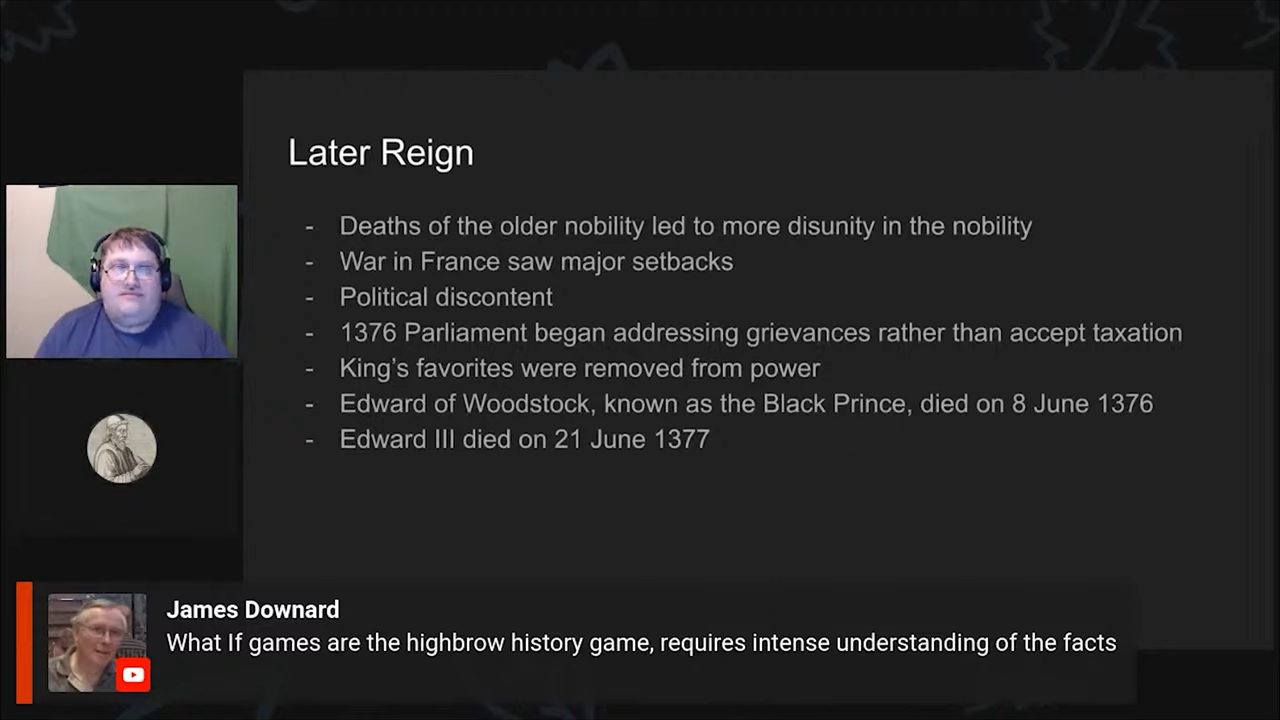 Later Reign
- Deaths of the older nobility led to more disunity in the nobility
- War in France saw major setbacks
- Political discontent
- 1376 Parliament began addressing grievances rather than accept taxation
- King’s favorites were removed from power
- Edward of Woodstock, known as the Black Prince, died on 8 June 1376
- Edward III died on 21 June 1377
James Downard
What If games are the highbrow history game, requires intense understanding of the facts